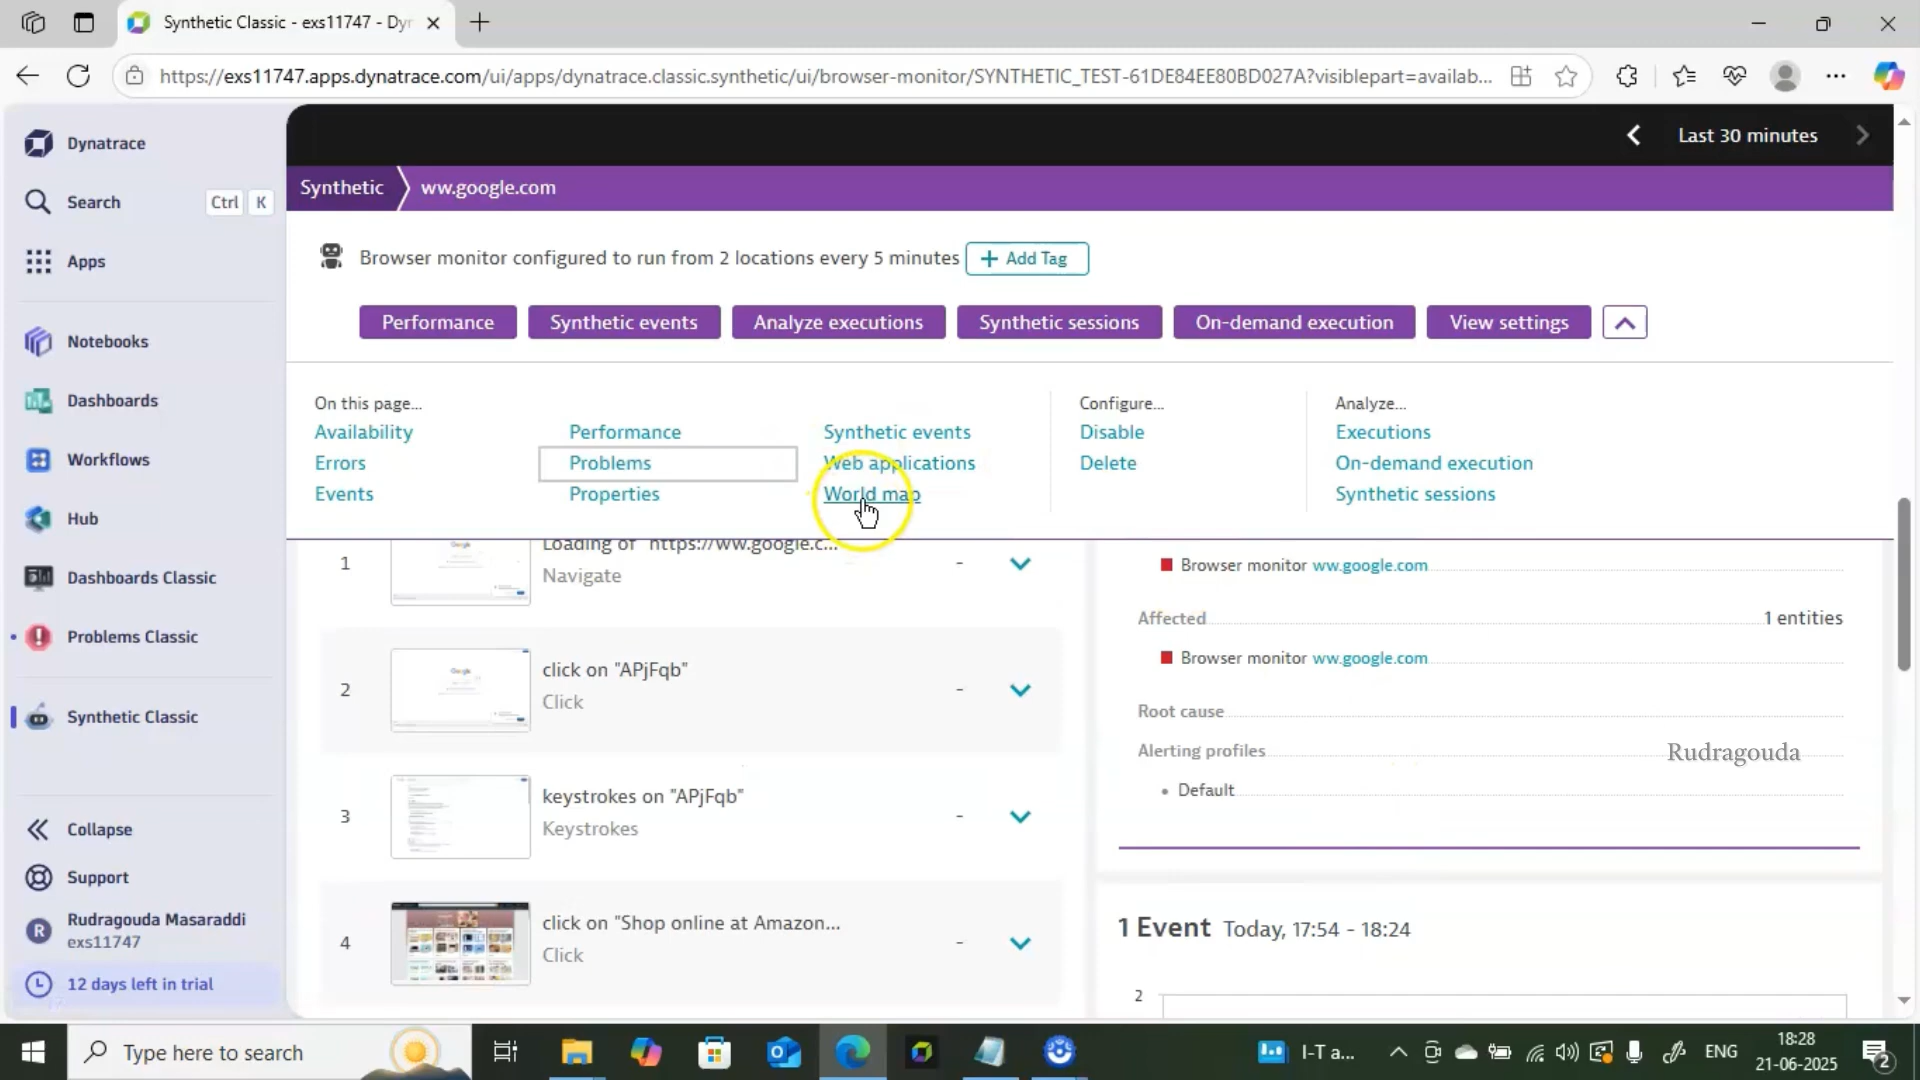 Synthetic Classic - exs11747 - Dyr
https://exs11747.apps.dynatrace.com/ui/apps/dynatrace.classic.synthetic/ui/browser-monitor/SYNTHETIC_TEST-61DE84EE80BD027A?visiblepart=availab...
Dynatrace
Search Ctrl K
Apps
Notebooks
Dashboards
Workflows
Hub
Dashboards Classic
Problems Classic
Synthetic Classic
Collapse
Support
R
Rudragouda Masaraddi
exs11747
12 days left in trial
Last 30 minutes
Synthetic ww.google.com
Browser monitor configured to run from 2 locations every 5 minutes + Add Tag
Performance Synthetic events Analyze executions Synthetic sessions On-demand execution View settings
On this page...
Availability
Errors
Events
Performance
Problems
Properties
Synthetic events
Web applications
World map
Configure...
Disable
Delete
Analyze...
Executions
On-demand execution
Synthetic sessions
1 Loading of "https://ww.google.c... -
Navigate
2 click on "APjFqb" -
Click
3 keystrokes on "APjFqb" -
Keystrokes
4 click on "Shop online at Amazon... -
Click
Browser monitor ww.google.com
Affected 1 entities
Browser monitor ww.google.com
Root cause
Alerting profiles
Rudragouda
• Default
1 Event Today, 17:54 - 18:24
2
Type here to search
I-T a...
ENG
18:28
21-06-2025
2